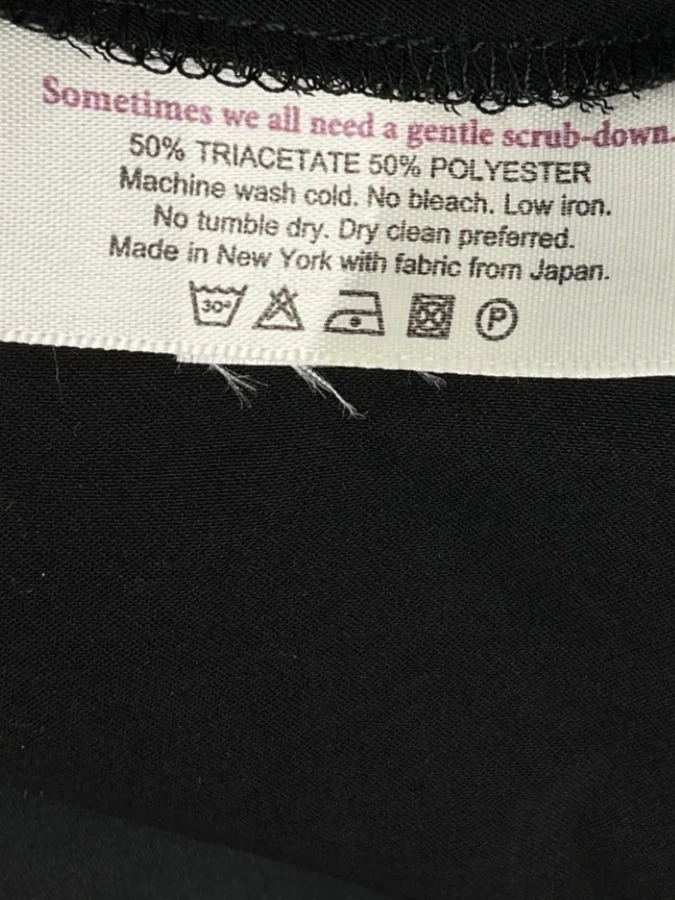 Sometimes we all need a gentle scrub-down.
50% TRIACETATE 50% POLYESTER
Machine wash cold. No bleach. Low iron.
No tumble dry. Dry clean preferred.
Made in New York with fabric from Japan.
30° P